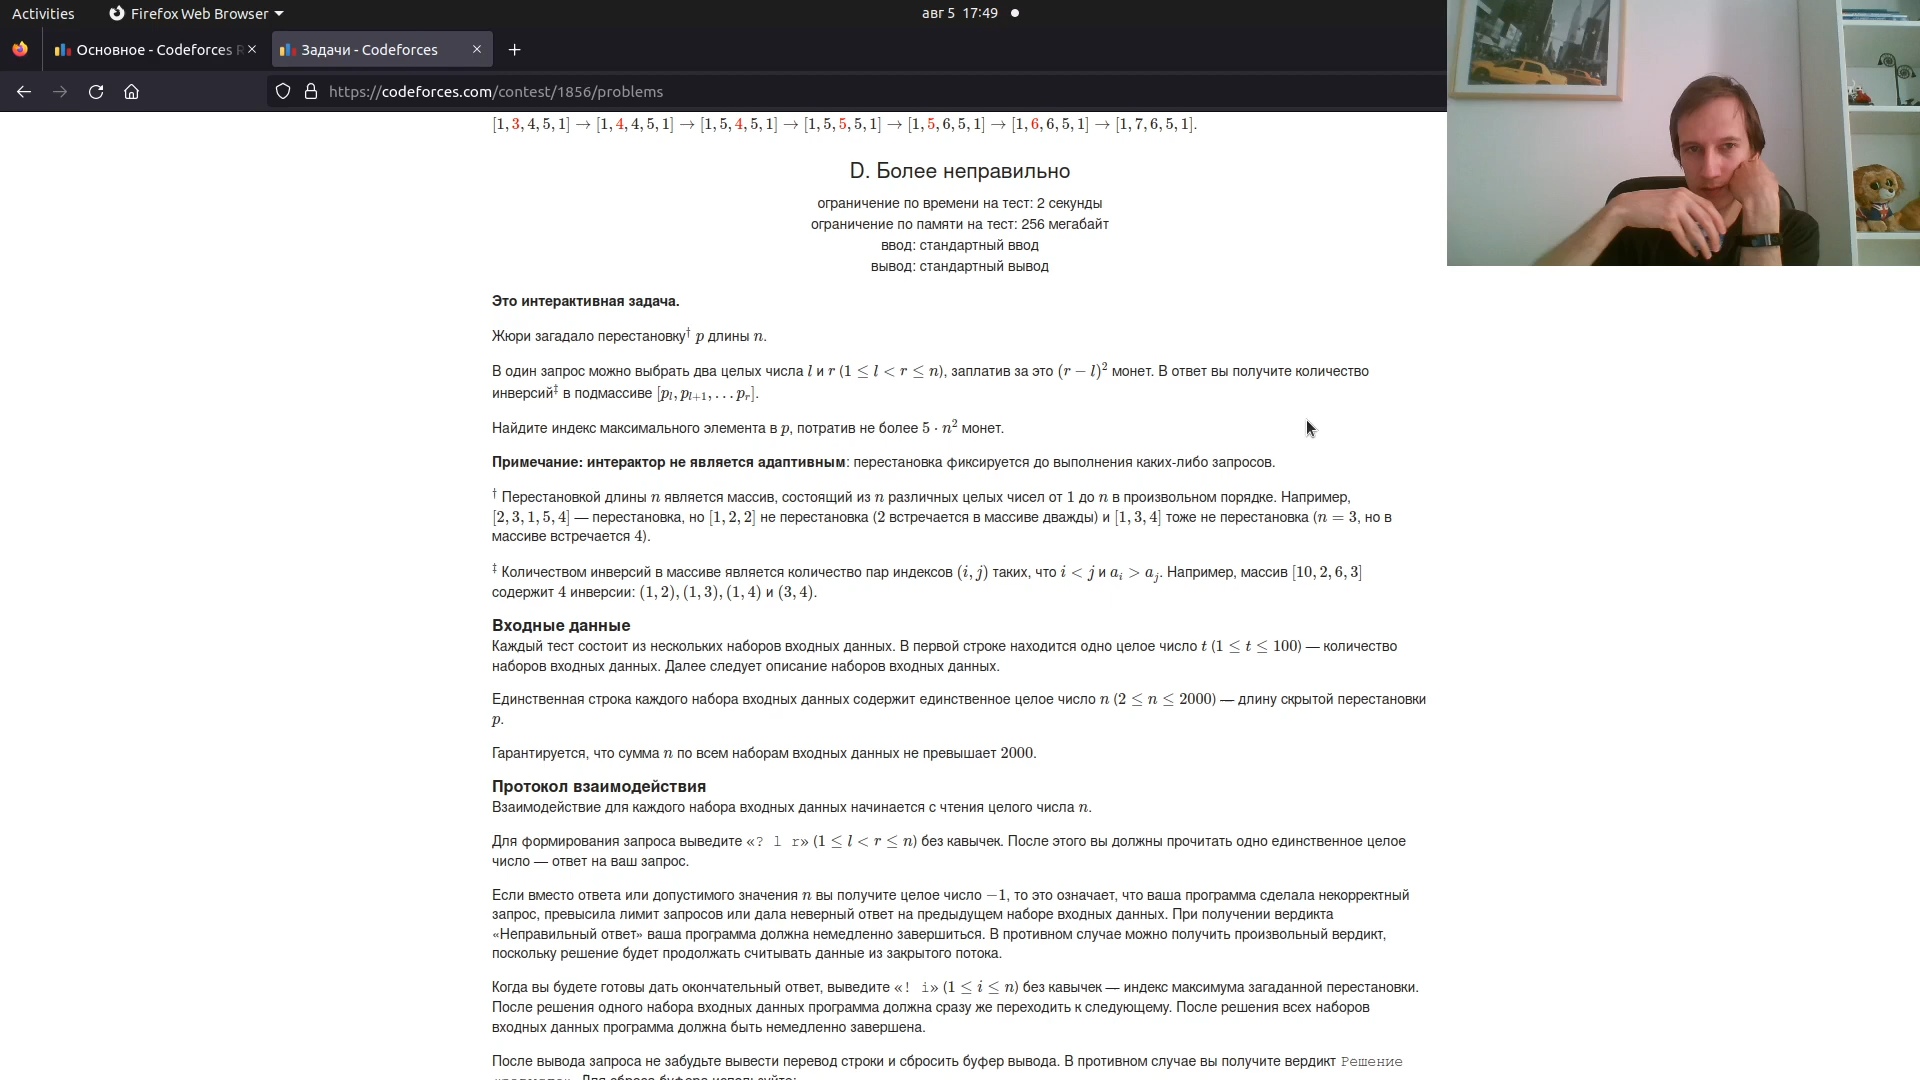 Activities
Firefox Web Browser
авг 5 17:49
Основное - Codeforces R
Задачи - Codeforces
https://codeforces.com/contest/1856/problems
[1, 3, 4, 5, 1] → [1, 4, 4, 5, 1] → [1, 5, 4, 5, 1] → [1, 5, 5, 5, 1] → [1, 5, 6, 5, 1] → [1, 6, 6, 5, 1] → [1, 7, 6, 5, 1].
D. Более неправильно
ограничение по времени на тест: 2 секунды
ограничение по памяти на тест: 256 мегабайт
ввод: стандартный ввод
вывод: стандартный вывод
Это интерактивная задача.
Жюри загадало перестановку† p длины n.
В один запрос можно выбрать два целых числа l и r (1 ≤ l < r ≤ n), заплатив за это (r − l)² монет. В ответ вы получите количество
инверсий‡ в подмассиве [pₗ, pₗ₊₁, … pᵣ].
Найдите индекс максимального элемента в p, потратив не более 5 · n² монет.
Примечание: интерактор не является адаптивным: перестановка фиксируется до выполнения каких-либо запросов.
† Перестановкой длины n является массив, состоящий из n различных целых чисел от 1 до n в произвольном порядке. Например,
[2, 3, 1, 5, 4] — перестановка, но [1, 2, 2] не перестановка (2 встречается в массиве дважды) и [1, 3, 4] тоже не перестановка (n = 3, но в
массиве встречается 4).
‡ Количеством инверсий в массиве является количество пар индексов (i, j) таких, что i < j и aᵢ > aⱼ. Например, массив [10, 2, 6, 3]
содержит 4 инверсии: (1, 2), (1, 3), (1, 4) и (3, 4).
Входные данные
Каждый тест состоит из нескольких наборов входных данных. В первой строке находится одно целое число t (1 ≤ t ≤ 100) — количество
наборов входных данных. Далее следует описание наборов входных данных.
Единственная строка каждого набора входных данных содержит единственное целое число n (2 ≤ n ≤ 2000) — длину скрытой перестановки
p.
Гарантируется, что сумма n по всем наборам входных данных не превышает 2000.
Протокол взаимодействия
Взаимодействие для каждого набора входных данных начинается с чтения целого числа n.
Для формирования запроса выведите «? l r» (1 ≤ l < r ≤ n) без кавычек. После этого вы должны прочитать одно единственное целое
число — ответ на ваш запрос.
Если вместо ответа или допустимого значения n вы получите целое число −1, то это означает, что ваша программа сделала некорректный
запрос, превысила лимит запросов или дала неверный ответ на предыдущем наборе входных данных. При получении вердикта
«Неправильный ответ» ваша программа должна немедленно завершиться. В противном случае можно получить произвольный вердикт,
поскольку решение будет продолжать считывать данные из закрытого потока.
Когда вы будете готовы дать окончательный ответ, выведите «! i» (1 ≤ i ≤ n) без кавычек — индекс максимума загаданной перестановки.
После решения одного набора входных данных программа должна сразу же переходить к следующему. После решения всех наборов
входных данных программа должна быть немедленно завершена.
После вывода запроса не забудьте вывести перевод строки и сбросить буфер вывода. В противном случае вы получите вердикт Решение